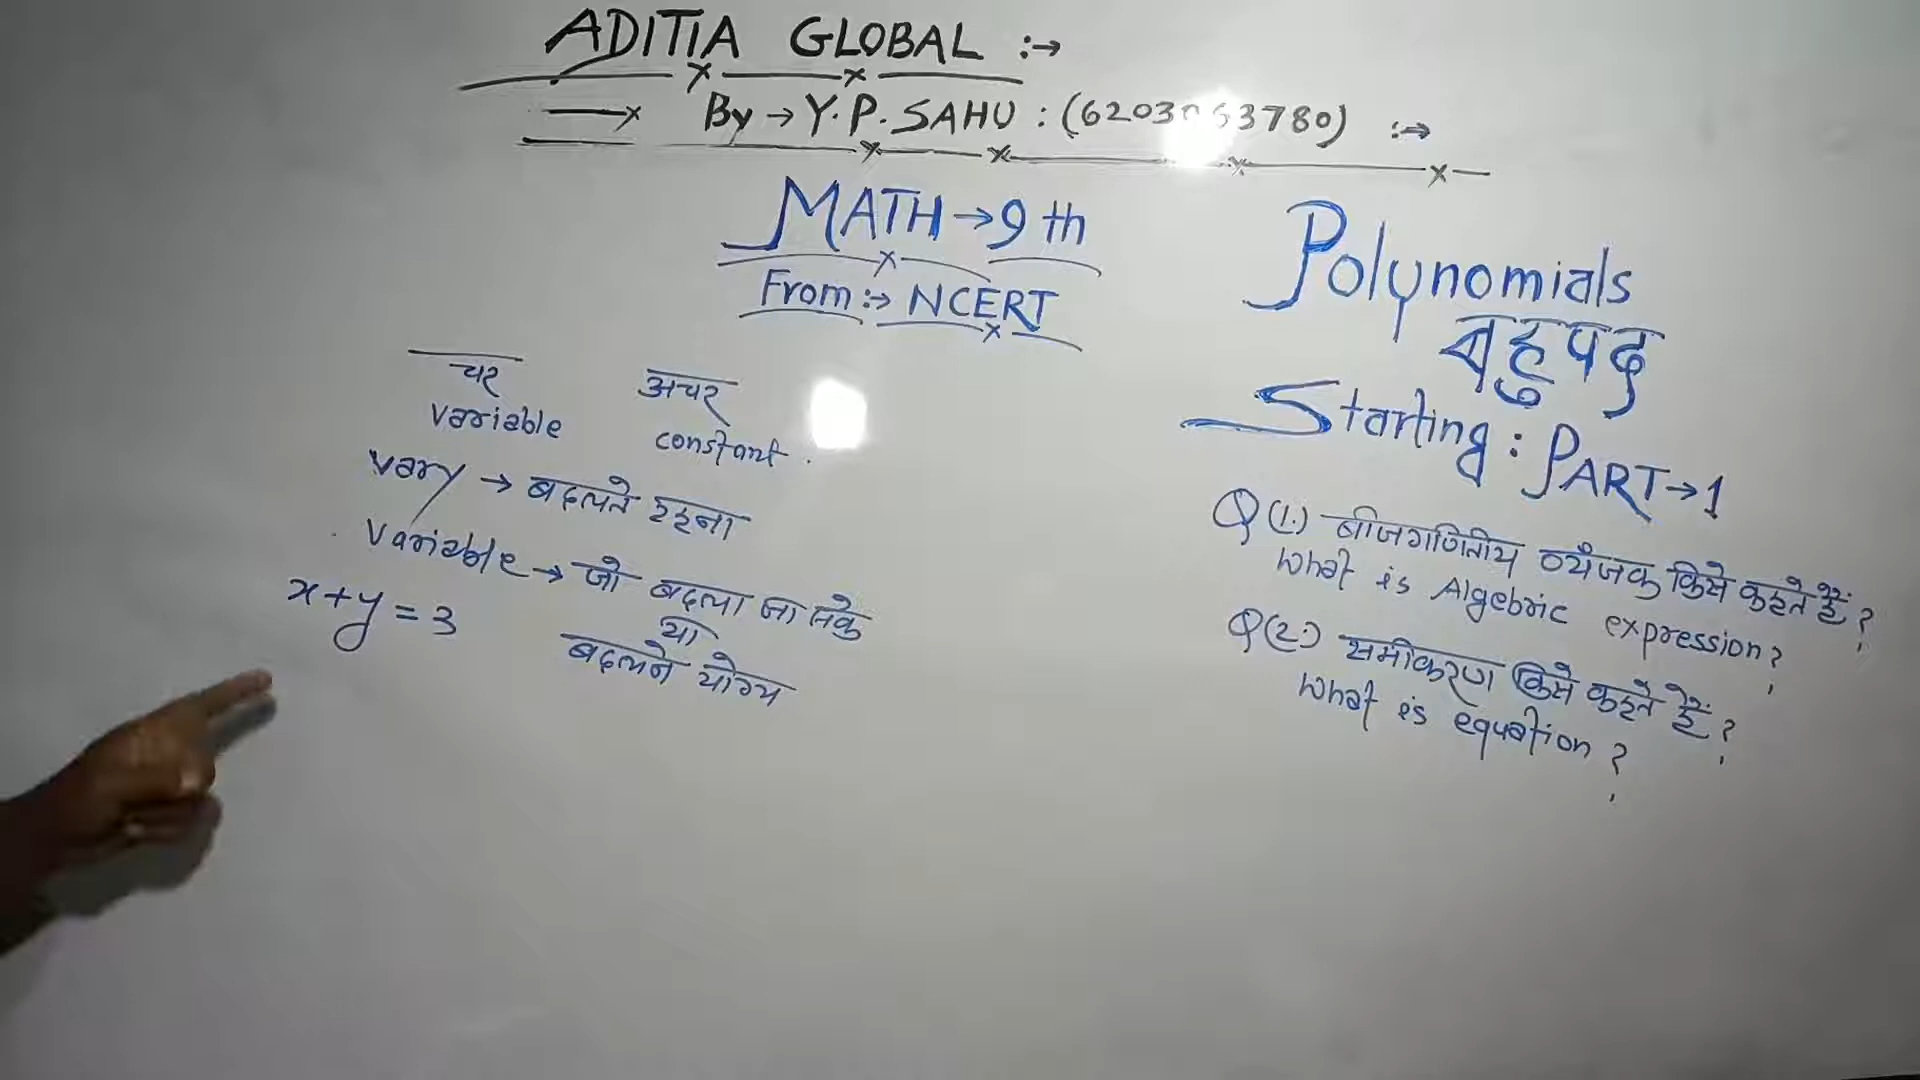 ADITIA GLOBAL :→
By → Y.P. SAHU : (6203 3780) :→
MATH → 9 th
From :→ NCERT
चर अचर
variable constant.
vary → बदलते रहना
variable → जो बदला जा सके
या
बदलने योग्य
x + y = 3
Polynomials
बहुपद
Starting : PART → 1
Q (1.) बीजगणितीय व्यंजक किसे कहते हैं ?
What is Algebric expression ?
Q (2.) समीकरण किसे कहते हैं ?
What is equation ?